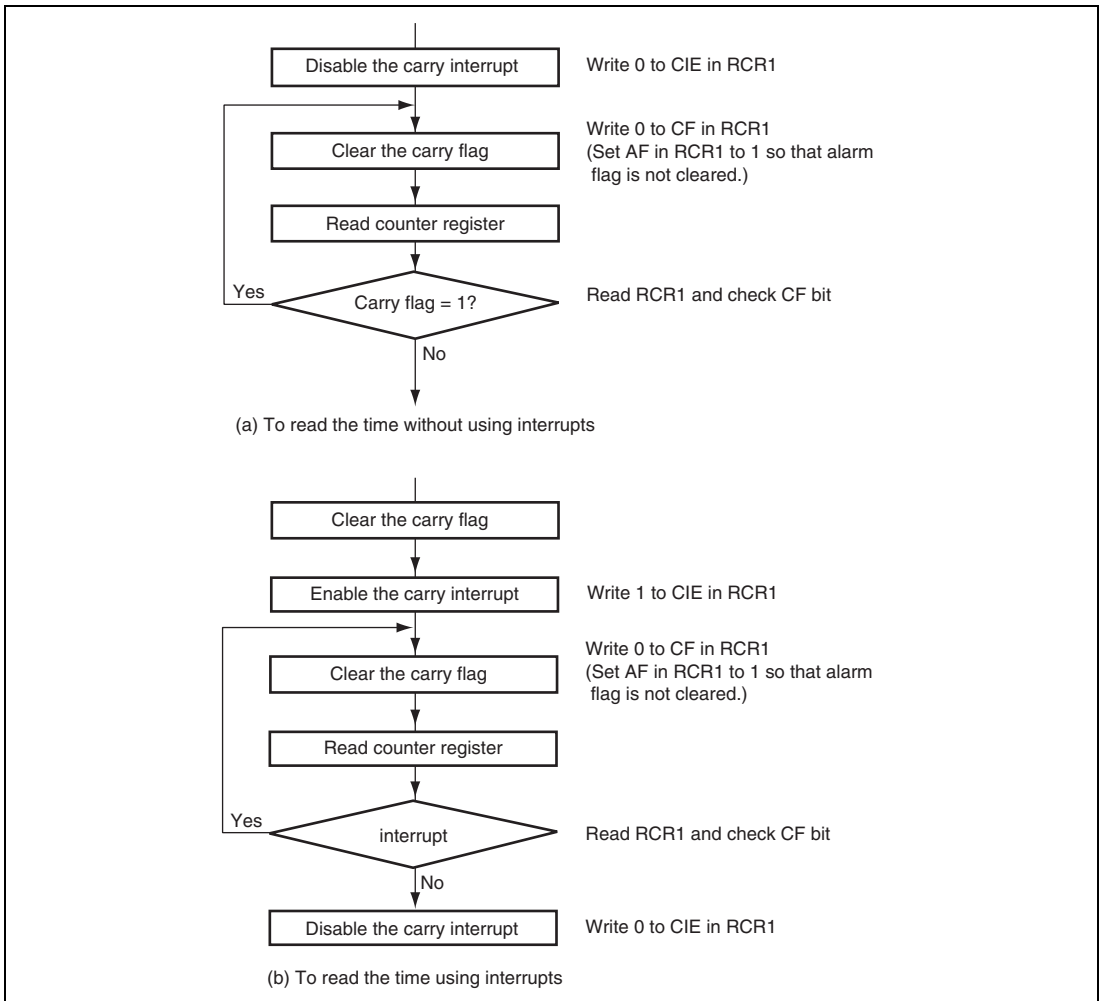 Disable the carry interrupt
Write 0 to CIE in RCR1
Clear the carry flag
Write 0 to CF in RCR1
(Set AF in RCR1 to 1 so that alarm
flag is not cleared.)
Read counter register
Yes
Carry flag = 1?
Read RCR1 and check CF bit
No
(a) To read the time without using interrupts
Clear the carry flag
Enable the carry interrupt
Write 1 to CIE in RCR1
Clear the carry flag
Write 0 to CF in RCR1
(Set AF in RCR1 to 1 so that alarm
flag is not cleared.)
Read counter register
Yes
interrupt
Read RCR1 and check CF bit
No
Disable the carry interrupt
Write 0 to CIE in RCR1
(b) To read the time using interrupts